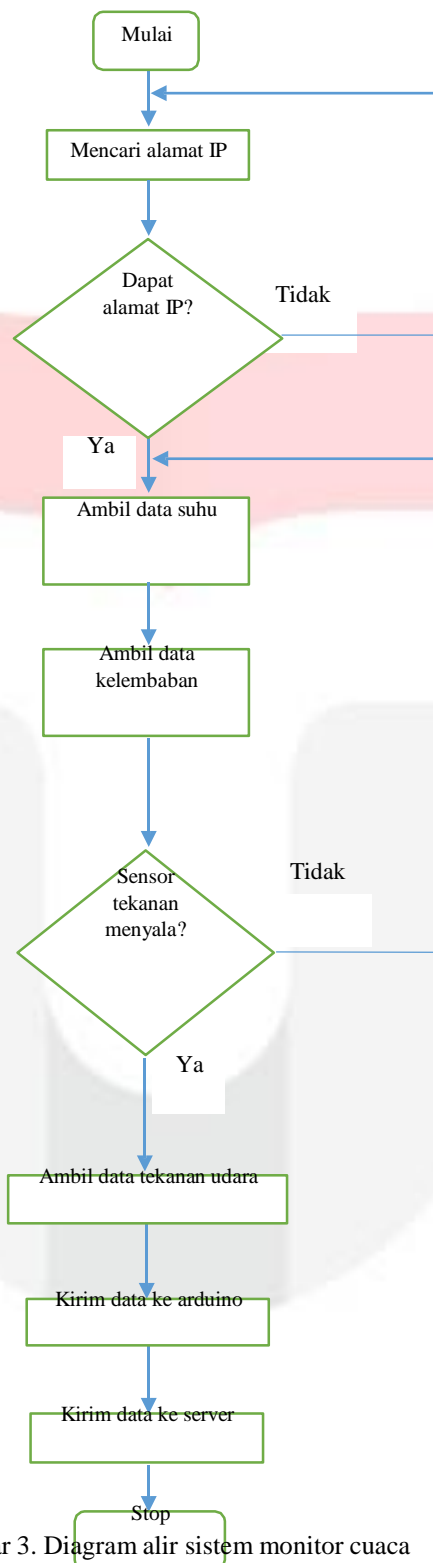 Mulai
Mencari alamat IP
Dapat
alamat IP?
Tidak
Ya
Ambil data suhu
Ambil data
kelembaban
Sensor
tekanan
menyala?
Tidak
Ya
Ambil data tekanan udara
Kirim data ke arduino
Kirim data ke server
Stop
3. Diagram alir sistem monitor cuaca